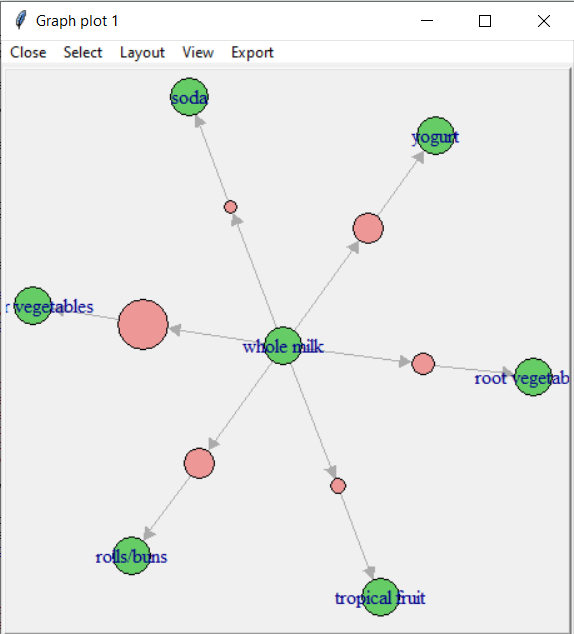 Graph plot 1
Close Select Layout View Export
soda
yogurt
r vegetables
whole milk
root vegetab
rolls/buns
tropical fruit